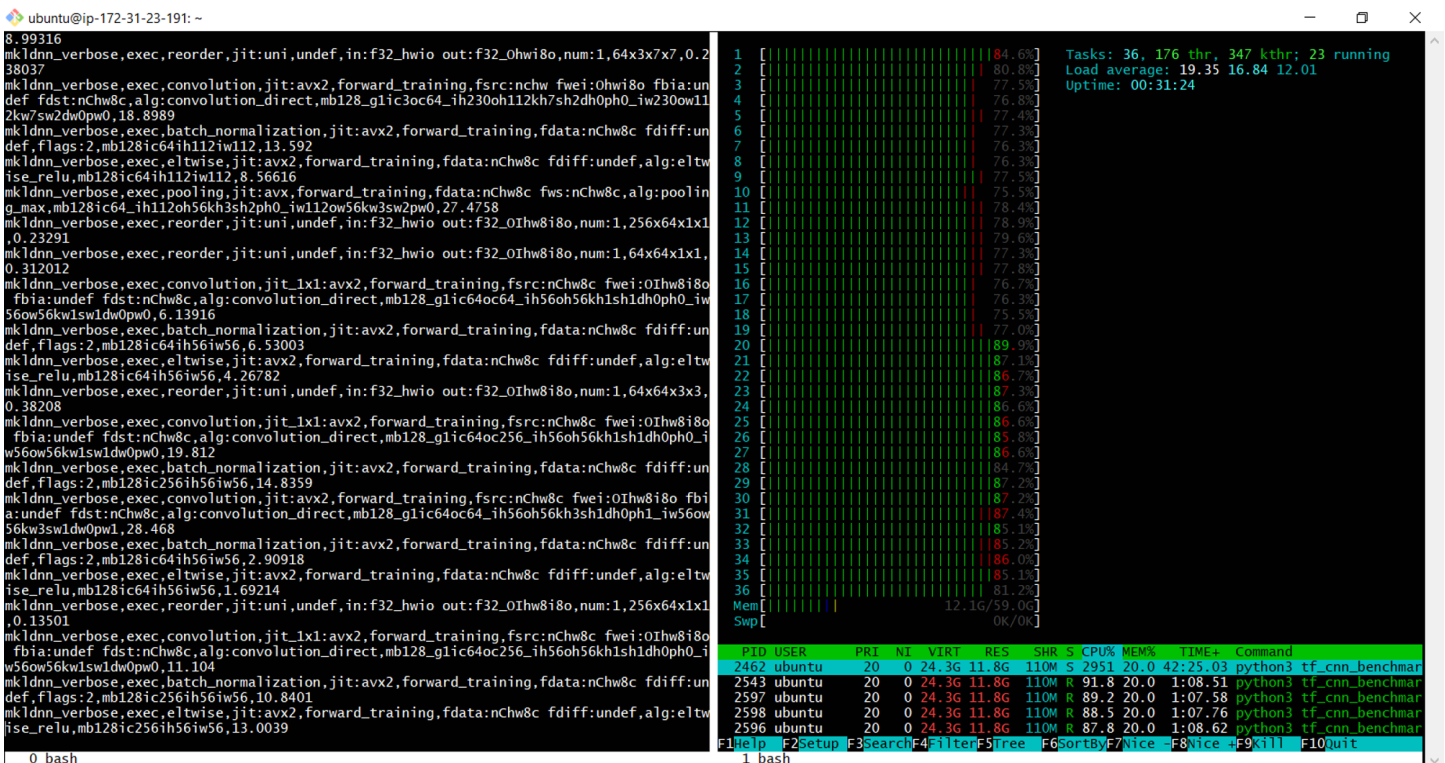 ubuntu@ip-172-31-23-191: ~
8.99316
mkldnn_verbose,exec,reorder,jit:uni,undef,in:f32_hwio out:f32_Ohwi8o,num:1,64x3x7x7,0.2
38037
mkldnn_verbose,exec,convolution,jit:avx2,forward_training,fsrc:nchw fwei:Ohwi8o fbia:un
def fdst:nChw8c,alg:convolution_direct,mb128_g1ic3oc64_ih230oh112kh7sh2dh0ph0_iw230ow11
2kw7sw2dw0pw0,18.8989
mkldnn_verbose,exec,batch_normalization,jit:avx2,forward_training,fdata:nChw8c fdiff:un
def,flags:2,mb128ic64ih112iw112,13.592
mkldnn_verbose,exec,eltwise,jit:avx2,forward_training,fdata:nChw8c fdiff:undef,alg:eltw
ise_relu,mb128ic64ih112iw112,8.56616
mkldnn_verbose,exec,pooling,jit:avx,forward_training,fdata:nChw8c fws:nChw8c,alg:poolin
g_max,mb128ic64_ih112oh56kh3sh2ph0_iw112ow56kw3sw2pw0,27.4758
mkldnn_verbose,exec,reorder,jit:uni,undef,in:f32_hwio out:f32_OIhw8i8o,num:1,256x64x1x1
,0.23291
mkldnn_verbose,exec,reorder,jit:uni,undef,in:f32_hwio out:f32_OIhw8i8o,num:1,64x64x1x1,
0.312012
mkldnn_verbose,exec,convolution,jit_1x1:avx2,forward_training,fsrc:nChw8c fwei:OIhw8i8o
fbia:undef fdst:nChw8c,alg:convolution_direct,mb128_g1ic64oc64_ih56oh56kh1sh1dh0ph0_iw
56ow56kw1sw1dw0pw0,6.13916
mkldnn_verbose,exec,batch_normalization,jit:avx2,forward_training,fdata:nChw8c fdiff:un
def,flags:2,mb128ic64ih56iw56,6.53003
mkldnn_verbose,exec,eltwise,jit:avx2,forward_training,fdata:nChw8c fdiff:undef,alg:eltw
ise_relu,mb128ic64ih56iw56,4.26782
mkldnn_verbose,exec,reorder,jit:uni,undef,in:f32_hwio out:f32_OIhw8i8o,num:1,64x64x3x3,
0.38208
mkldnn_verbose,exec,convolution,jit_1x1:avx2,forward_training,fsrc:nChw8c fwei:OIhw8i8o
fbia:undef fdst:nChw8c,alg:convolution_direct,mb128_g1ic64oc256_ih56oh56kh1sh1dh0ph0_i
w56ow56kw1sw1dw0pw0,19.812
mkldnn_verbose,exec,batch_normalization,jit:avx2,forward_training,fdata:nChw8c fdiff:un
def,flags:2,mb128ic256ih56iw56,14.8359
mkldnn_verbose,exec,convolution,jit:avx2,forward_training,fsrc:nChw8c fwei:OIhw8i8o fbi
a:undef fdst:nChw8c,alg:convolution_direct,mb128_g1ic64oc64_ih56oh56kh3sh1dh0ph1_iw56ow
56kw3sw1dw0pw1,28.468
mkldnn_verbose,exec,batch_normalization,jit:avx2,forward_training,fdata:nChw8c fdiff:un
def,flags:2,mb128ic64ih56iw56,2.90918
mkldnn_verbose,exec,eltwise,jit:avx2,forward_training,fdata:nChw8c fdiff:undef,alg:eltw
ise_relu,mb128ic64ih56iw56,1.69214
mkldnn_verbose,exec,reorder,jit:uni,undef,in:f32_hwio out:f32_OIhw8i8o,num:1,256x64x1x1
,0.13501
mkldnn_verbose,exec,convolution,jit_1x1:avx2,forward_training,fsrc:nChw8c fwei:OIhw8i8o
fbia:undef fdst:nChw8c,alg:convolution_direct,mb128_g1ic64oc256_ih56oh56kh1sh1dh0ph0_i
w56ow56kw1sw1dw0pw0,11.104
mkldnn_verbose,exec,batch_normalization,jit:avx2,forward_training,fdata:nChw8c fdiff:un
def,flags:2,mb128ic256ih56iw56,10.8401
mkldnn_verbose,exec,eltwise,jit:avx2,forward_training,fdata:nChw8c fdiff:undef,alg:eltw
ise_relu,mb128ic256ih56iw56,13.0039
0 bash
1 [84.6%] Tasks: 36, 176 thr, 347 kthr; 23 running
2 [80.8%] Load average: 19.35 16.84 12.01
3 [77.5%] Uptime: 00:31:24
4 [76.8%]
5 [77.4%]
6 [77.3%]
7 [76.3%]
8 [76.3%]
9 [77.5%]
10 [75.5%]
11 [78.4%]
12 [78.9%]
13 [79.6%]
14 [77.3%]
15 [77.8%]
16 [76.7%]
17 [76.3%]
18 [75.5%]
19 [77.0%]
20 [89.9%]
21 [87.1%]
22 [86.7%]
23 [87.3%]
24 [86.6%]
25 [86.6%]
26 [85.8%]
27 [86.6%]
28 [84.7%]
29 [87.2%]
30 [87.2%]
31 [87.4%]
32 [85.1%]
33 [85.2%]
34 [86.0%]
35 [85.1%]
36 [81.2%]
Mem[12.1G/59.0G]
Swp[0K/0K]
PID USER PRI NI VIRT RES SHR S CPU% MEM% TIME+ Command
2462 ubuntu 20 0 24.3G 11.8G 110M S 2951 20.0 42:25.03 python3 tf_cnn_benchmar
2543 ubuntu 20 0 24.3G 11.8G 110M R 91.8 20.0 1:08.51 python3 tf_cnn_benchmar
2597 ubuntu 20 0 24.3G 11.8G 110M R 89.2 20.0 1:07.58 python3 tf_cnn_benchmar
2598 ubuntu 20 0 24.3G 11.8G 110M R 88.5 20.0 1:07.76 python3 tf_cnn_benchmar
2596 ubuntu 20 0 24.3G 11.8G 110M R 87.8 20.0 1:08.62 python3 tf_cnn_benchmar
F1Help F2Setup F3SearchF4FilterF5Tree F6SortByF7Nice -F8Nice +F9Kill F10Quit
1 bash